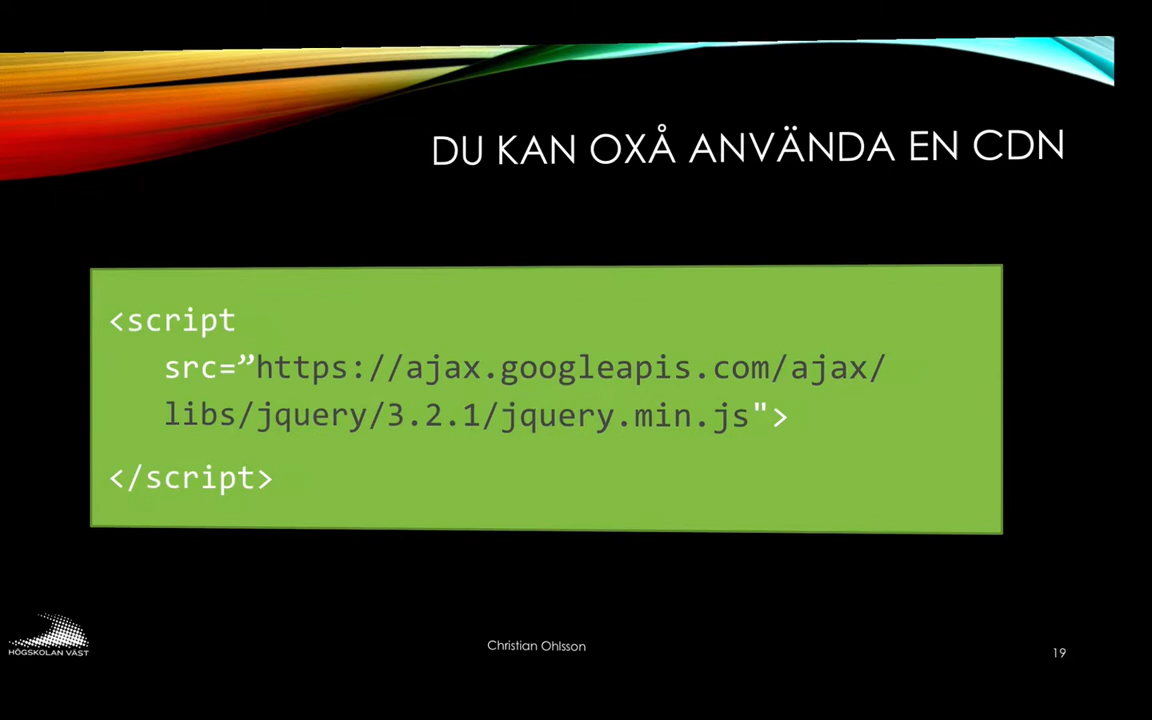 DU KAN OXÅ ANVÄNDA EN CDN
<script
src=”https://ajax.googleapis.com/ajax/
libs/jquery/3.2.1/jquery.min.js">
</script>
HÖGSKOLAN VÄST
Christian Ohlsson
19